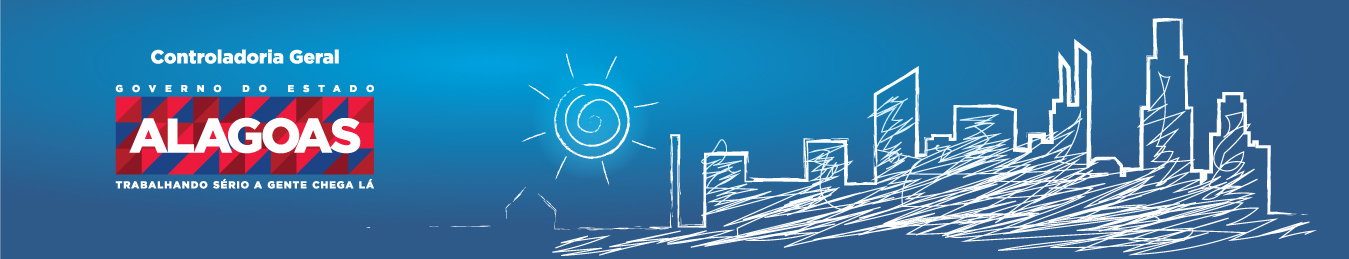 Controladoria Geral
GOVERNO DO ESTADO
ALAGOAS
TRABALHANDO SÉRIO A GENTE CHEGA LÁ